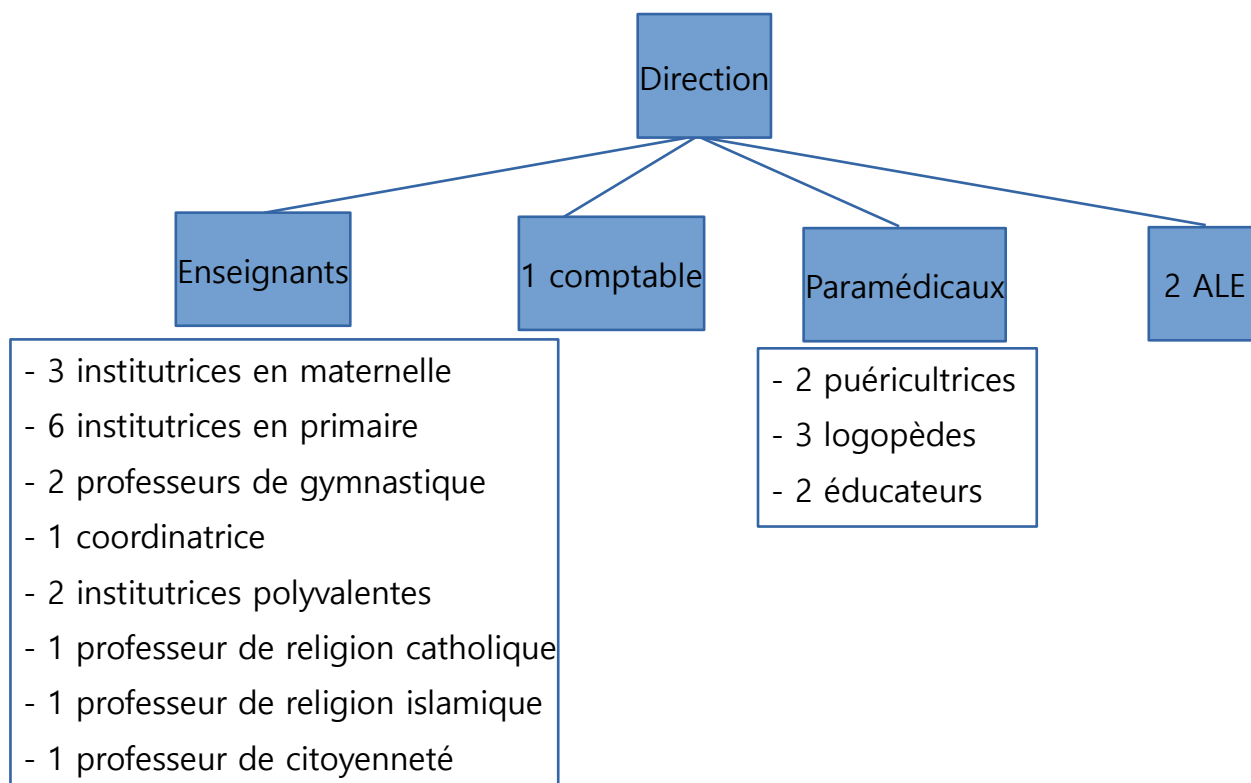 Direction
Enseignants
1 comptable
Paramédicaux
2 ALE
- 3 institutrices en maternelle
- 6 institutrices en primaire
- 2 professeurs de gymnastique
- 1 coordinatrice
- 2 institutrices polyvalentes
- 1 professeur de religion catholique
- 1 professeur de religion islamique
- 1 professeur de citoyenneté
- 2 puéricultrices
- 3 logopèdes
- 2 éducateurs